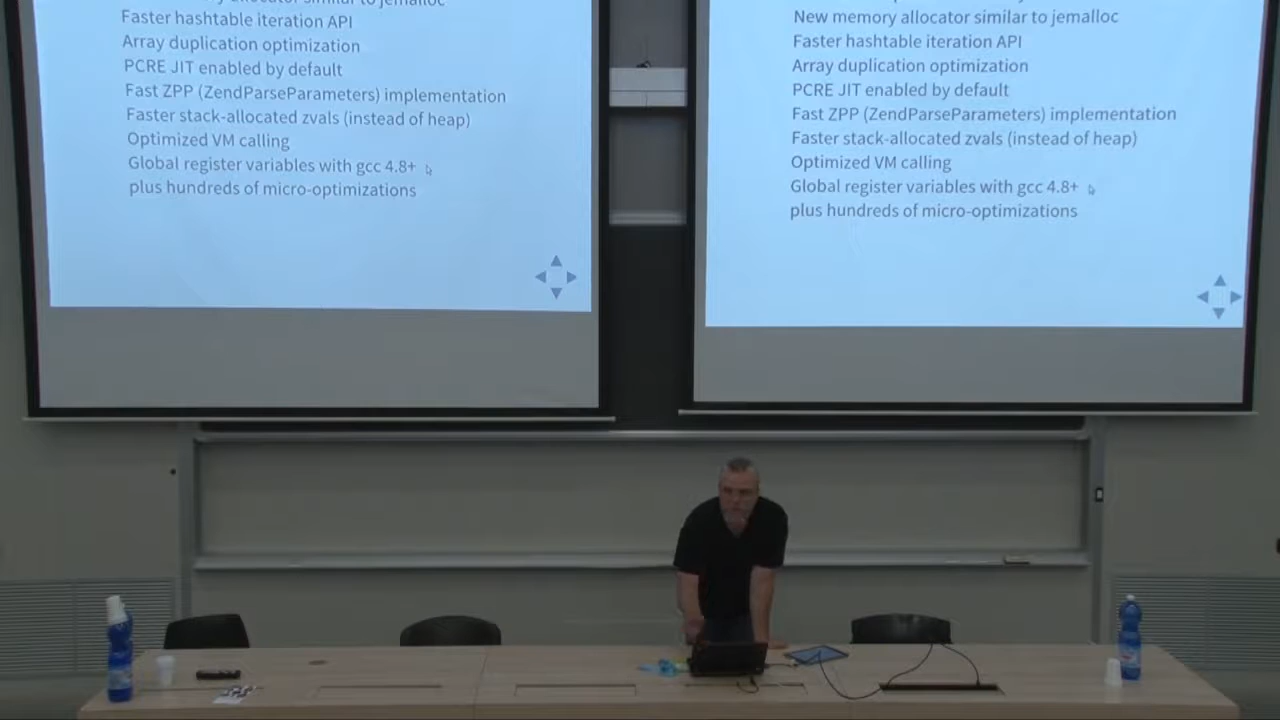 Faster hashtable iteration API
Array duplication optimization
PCRE JIT enabled by default
Fast ZPP (ZendParseParameters) implementation
Faster stack-allocated zvals (instead of heap)
Optimized VM calling
Global register variables with gcc 4.8+
plus hundreds of micro-optimizations
New memory allocator similar to jemalloc
Faster hashtable iteration API
Array duplication optimization
PCRE JIT enabled by default
Fast ZPP (ZendParseParameters) implementation
Faster stack-allocated zvals (instead of heap)
Optimized VM calling
Global register variables with gcc 4.8+
plus hundreds of micro-optimizations